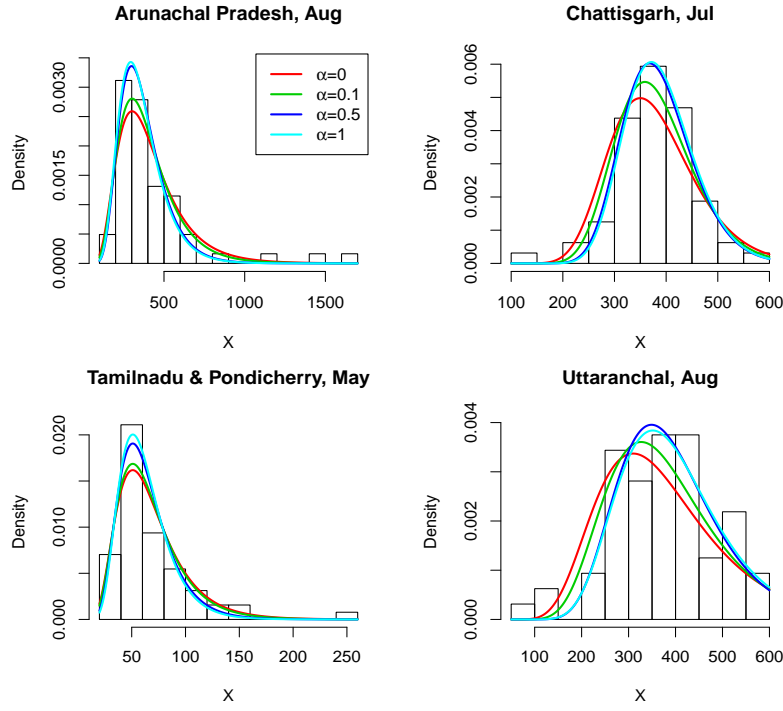 Arunachal Pradesh, Aug
Density
0.0000
0.0015
0.0030
α=0
α=0.1
α=0.5
α=1
500
1000
1500
X
Chattisgarh, Jul
Density
0.000
0.002
0.004
0.006
100
200
300
400
500
600
X
Tamilnadu & Pondicherry, May
Density
0.000
0.010
0.020
50
100
150
200
250
X
Uttaranchal, Aug
Density
0.000
0.002
0.004
100
200
300
400
500
600
X